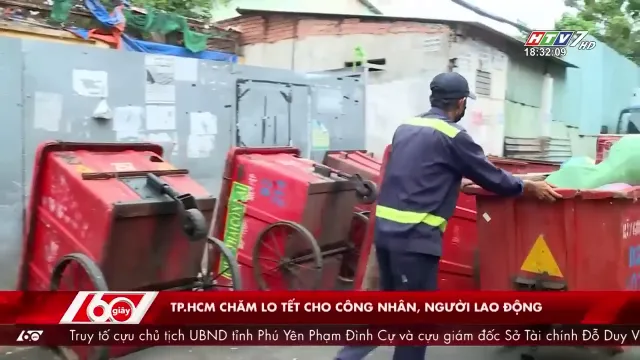 HTV7 HD
18:32:09
60 giây
TP.HCM CHĂM LO TẾT CHO CÔNG NHÂN, NGƯỜI LAO ĐỘNG
60 Truy tố cựu chủ tịch UBND tỉnh Phú Yên Phạm Đình Cự và cựu giám đốc Sở Tài chính Đỗ Duy V